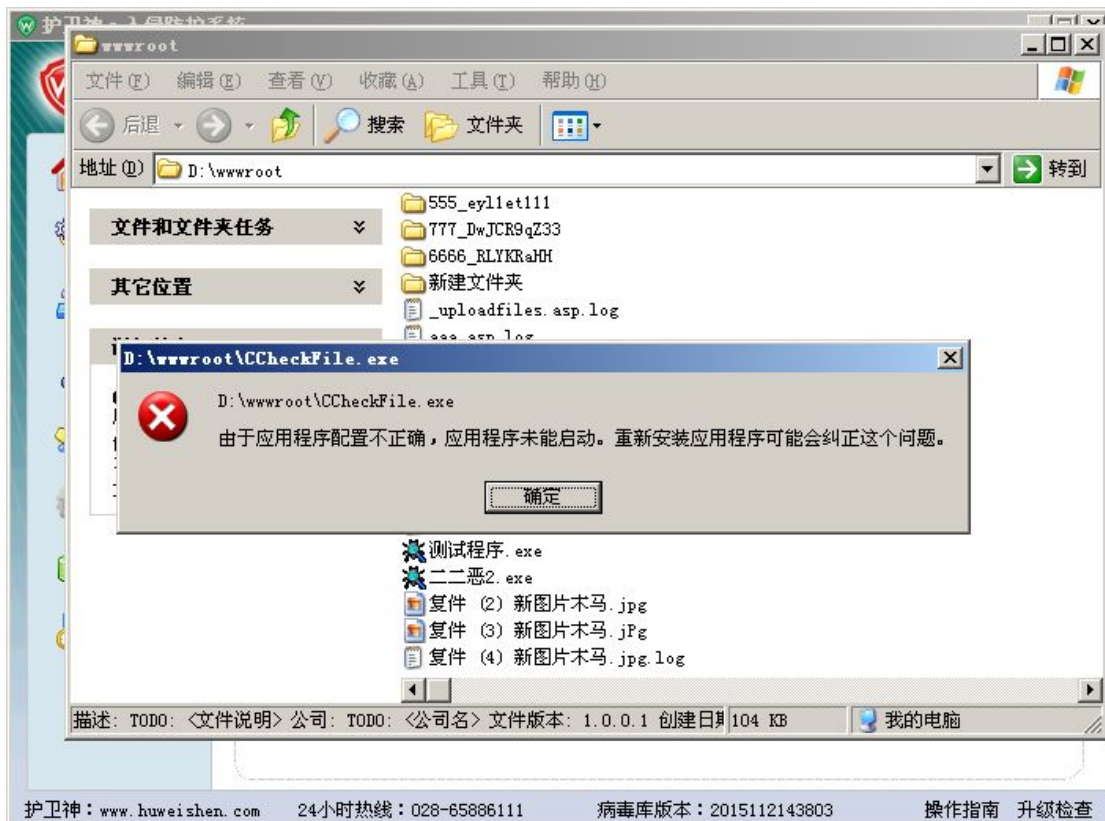 护卫神 - 入侵防护系统
wwwroot
文件(F) 编辑(E) 查看(V) 收藏(A) 工具(T) 帮助(H)
后退 搜索 文件夹
地址(D) D:\wwwroot 转到
文件和文件夹任务
其它位置
555_eyl1et111
777_DwJCR9qZ33
6666_RLYKRaHH
新建文件夹
_uploadfiles.asp.log
aaa.asp.log
D:\wwwroot\CCheckFile.exe
D:\wwwroot\CCheckFile.exe
由于应用程序配置不正确，应用程序未能启动。重新安装应用程序可能会纠正这个问题。
确定
测试程序.exe
二二恶2.exe
复件 (2) 新图片木马.jpg
复件 (3) 新图片木马.jPg
复件 (4) 新图片木马.jpg.log
描述: TODO: <文件说明> 公司: TODO: <公司名> 文件版本: 1.0.0.1 创建日期 104 KB 我的电脑
护卫神：www.huweishen.com 24小时热线：028-65886111 病毒库版本：2015112143803 操作指南 升级检查